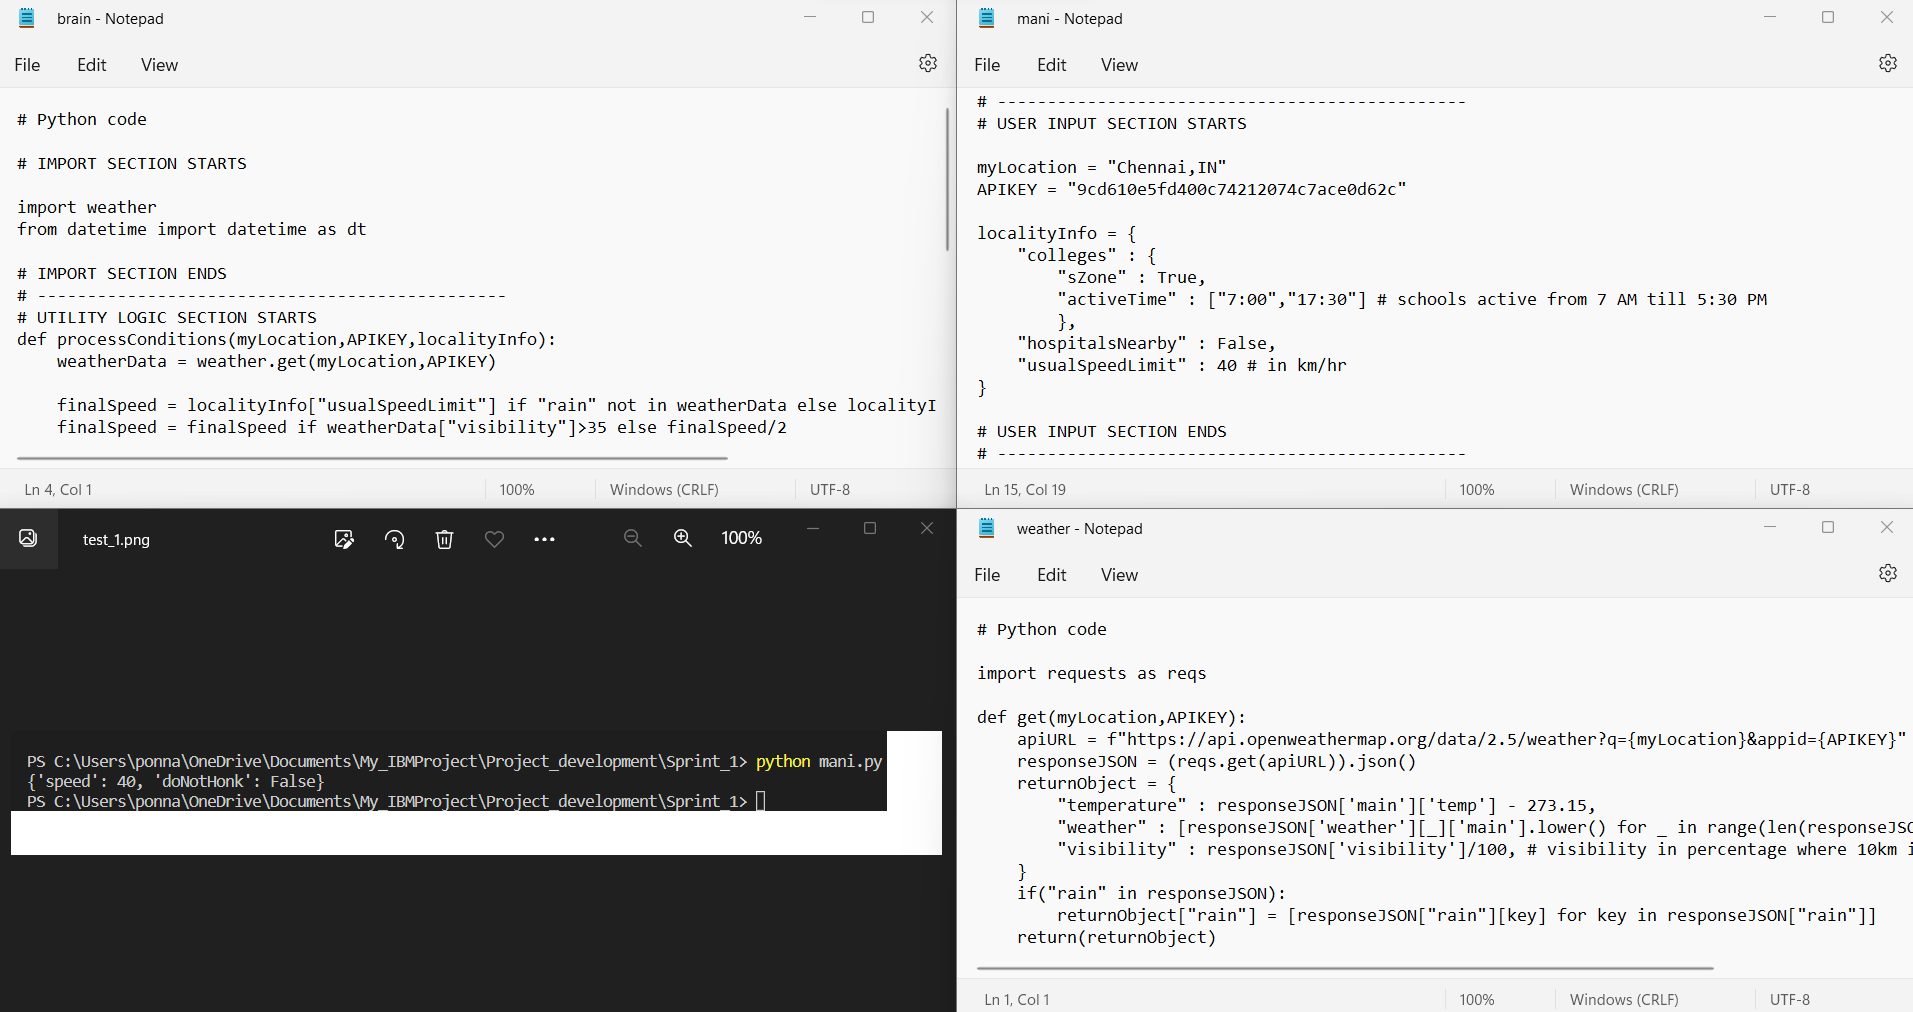 brain - Notepad
File Edit View
# Python code
# IMPORT SECTION STARTS
import weather
from datetime import datetime as dt
# IMPORT SECTION ENDS
# -----------------------------------------------
# UTILITY LOGIC SECTION STARTS
def processConditions(myLocation,APIKEY,localityInfo):
    weatherData = weather.get(myLocation,APIKEY)
    finalSpeed = localityInfo["usualSpeedLimit"] if "rain" not in weatherData else localityI
    finalSpeed = finalSpeed if weatherData["visibility"]>35 else finalSpeed/2
Ln 4, Col 1 100% Windows (CRLF) UTF-8
mani - Notepad
File Edit View
# -----------------------------------------------
# USER INPUT SECTION STARTS
myLocation = "Chennai,IN"
APIKEY = "9cd610e5fd400c74212074c7ace0d62c"
localityInfo = {
    "colleges" : {
        "sZone" : True,
        "activeTime" : ["7:00","17:30"] # schools active from 7 AM till 5:30 PM
        },
    "hospitalsNearby" : False,
    "usualSpeedLimit" : 40 # in km/hr
}
# USER INPUT SECTION ENDS
# -----------------------------------------------
Ln 15, Col 19 100% Windows (CRLF) UTF-8
test_1.png 100%
PS C:\Users\ponna\OneDrive\Documents\My_IBMProject\Project_development\Sprint_1> python mani.py
{'speed': 40, 'doNotHonk': False}
PS C:\Users\ponna\OneDrive\Documents\My_IBMProject\Project_development\Sprint_1>
weather - Notepad
File Edit View
# Python code
import requests as reqs
def get(myLocation,APIKEY):
    apiURL = f"https://api.openweathermap.org/data/2.5/weather?q={myLocation}&appid={APIKEY}"
    responseJSON = (reqs.get(apiURL)).json()
    returnObject = {
        "temperature" : responseJSON['main']['temp'] - 273.15,
        "weather" : [responseJSON['weather'][_]['main'].lower() for _ in range(len(responseJSO
        "visibility" : responseJSON['visibility']/100, # visibility in percentage where 10km i
    }
    if("rain" in responseJSON):
        returnObject["rain"] = [responseJSON["rain"][key] for key in responseJSON["rain"]]
    return(returnObject)
Ln 1, Col 1 100% Windows (CRLF) UTF-8